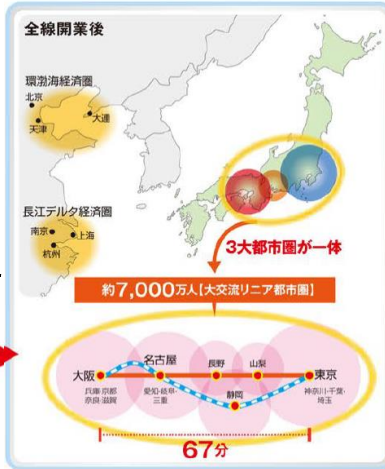 全線開業後
環渤海経済圏
北京
大連
天津
長江デルタ経済圏
南京
上海
杭州
3大都市圏が一体
約7,000万人【大交流リニア都市圏】
大阪
名古屋
長野
山梨
東京
兵庫・京都
奈良・滋賀
愛知・岐阜・
三重
静岡
神奈川・千葉・
埼玉
67分